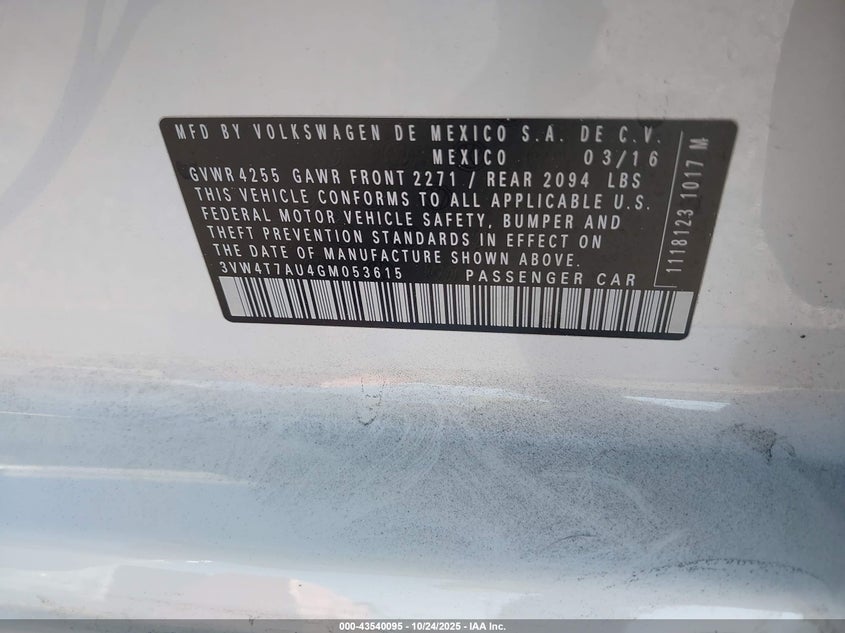 MFD BY VOLKSWAGEN DE MEXICO S.A. DE C.V.
MEXICO 03/16
GVWR 4255 GAWR FRONT 2271 / REAR 2094 LBS
THIS VEHICLE CONFORMS TO ALL APPLICABLE U.S.
FEDERAL MOTOR VEHICLE SAFETY, BUMPER AND
THEFT PREVENTION STANDARDS IN EFFECT ON
THE DATE OF MANUFACTURE SHOWN ABOVE.
3VW4T7AU4GM053615 PASSENGER CAR
1118123 1017 M
000-43540095 - 10/24/2025 - IAA Inc.